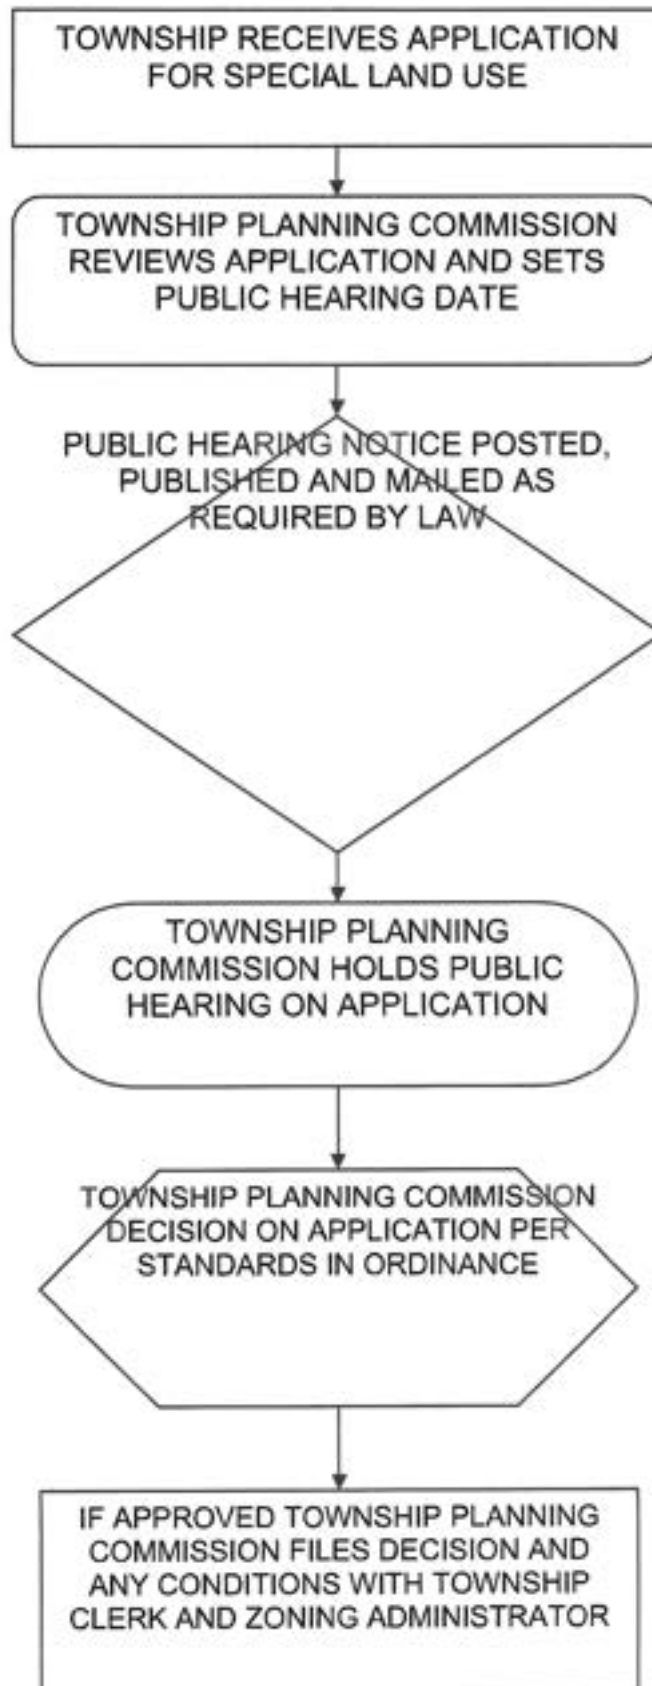 TOWNSHIP RECEIVES APPLICATION
FOR SPECIAL LAND USE
TOWNSHIP PLANNING COMMISSION
REVIEWS APPLICATION AND SETS
PUBLIC HEARING DATE
PUBLIC HEARING NOTICE POSTED,
PUBLISHED AND MAILED AS
REQUIRED BY LAW
TOWNSHIP PLANNING
COMMISSION HOLDS PUBLIC
HEARING ON APPLICATION
TOWNSHIP PLANNING COMMISSION
DECISION ON APPLICATION PER
STANDARDS IN ORDINANCE
IF APPROVED TOWNSHIP PLANNING
COMMISSION FILES DECISION AND
ANY CONDITIONS WITH TOWNSHIP
CLERK AND ZONING ADMINISTRATOR